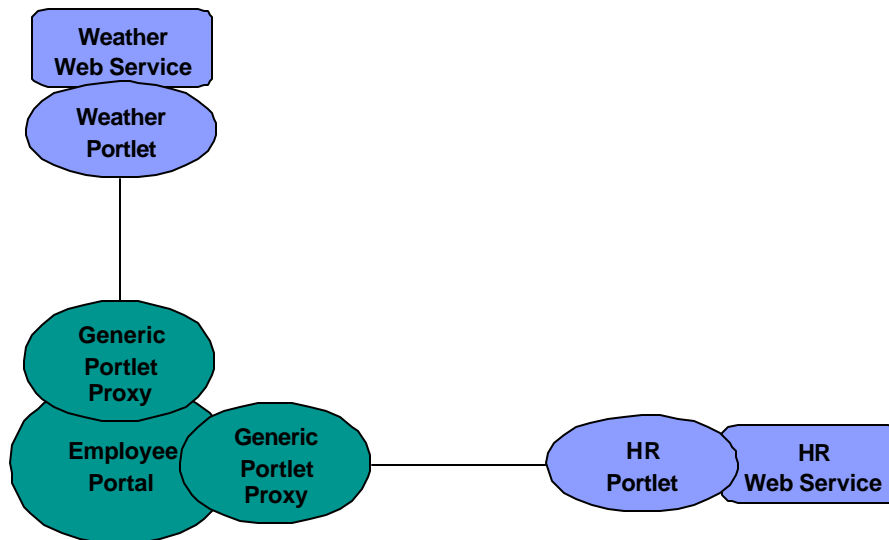 Weather
Web Service
Weather
Portlet
Generic
Portlet
Proxy
Employee
Portal
Generic
Portlet
Proxy
HR
Portlet
HR
Web Service